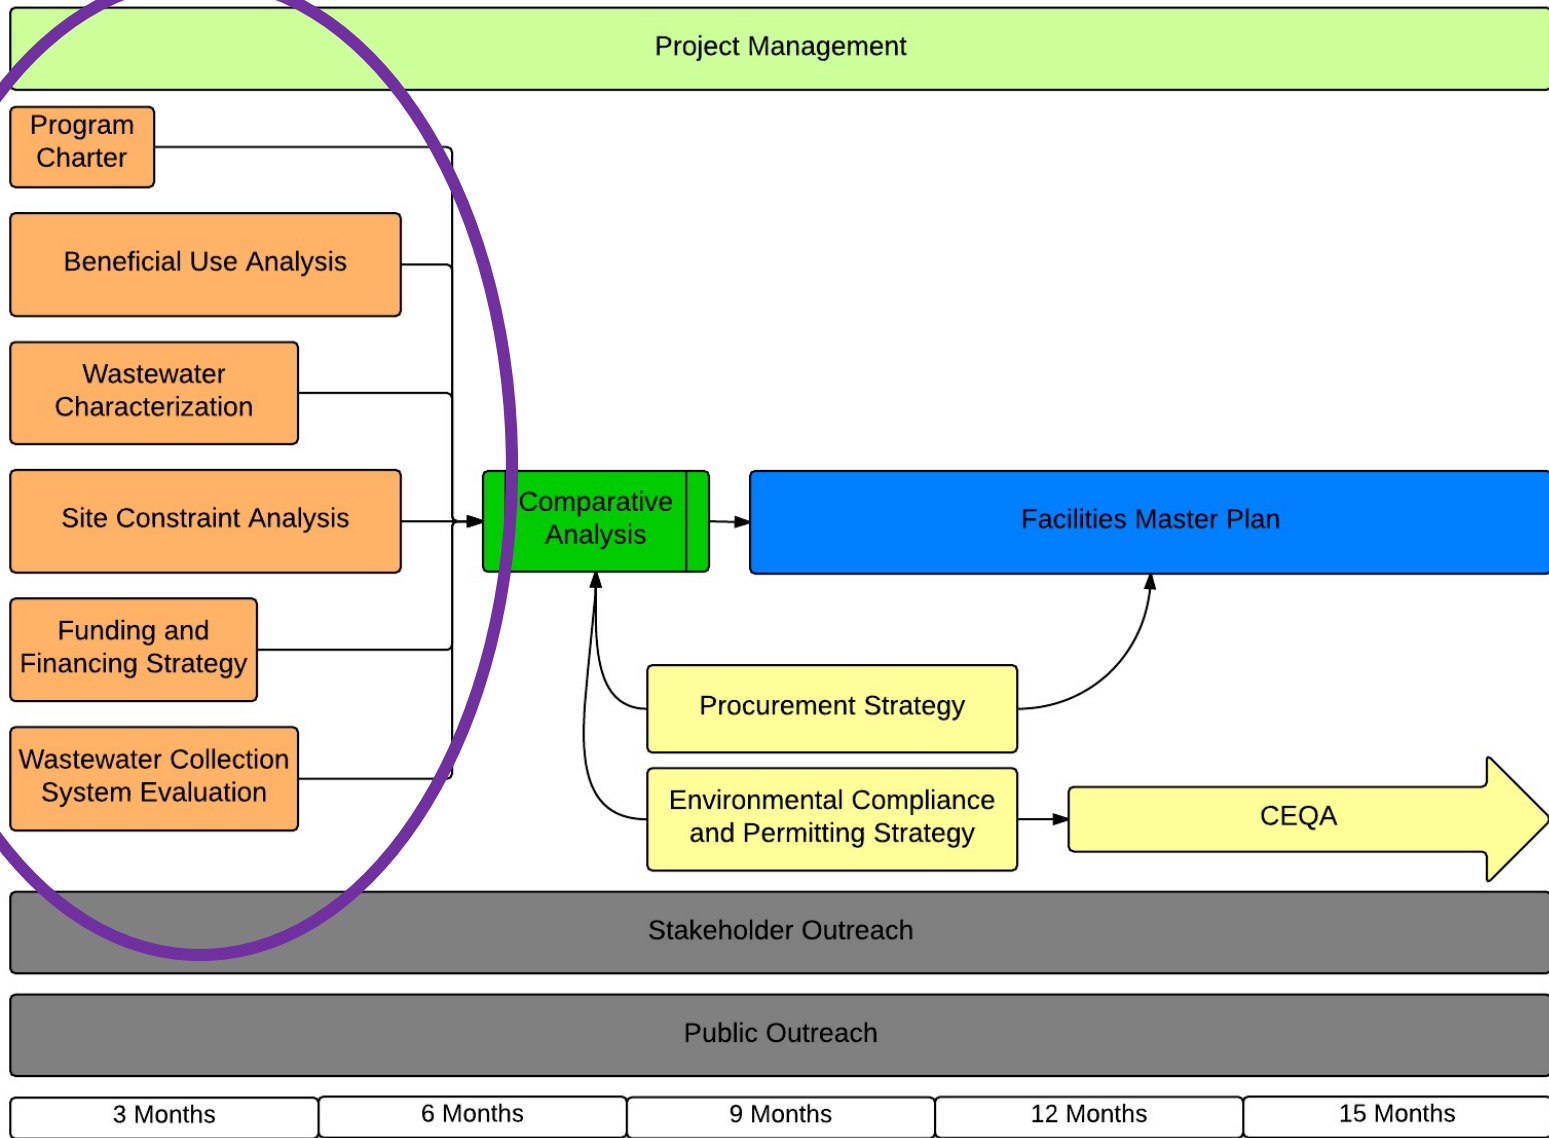 Project Management
Program
Charter
Beneficial Use Analysis
Wastewater
Characterization
Site Constraint Analysis
Comparative
Analysis
Facilities Master Plan
Funding and
Financing Strategy
Procurement Strategy
Wastewater Collection
System Evaluation
Environmental Compliance
and Permitting Strategy
CEQA
Stakeholder Outreach
Public Outreach
3 Months
6 Months
9 Months
12 Months
15 Months